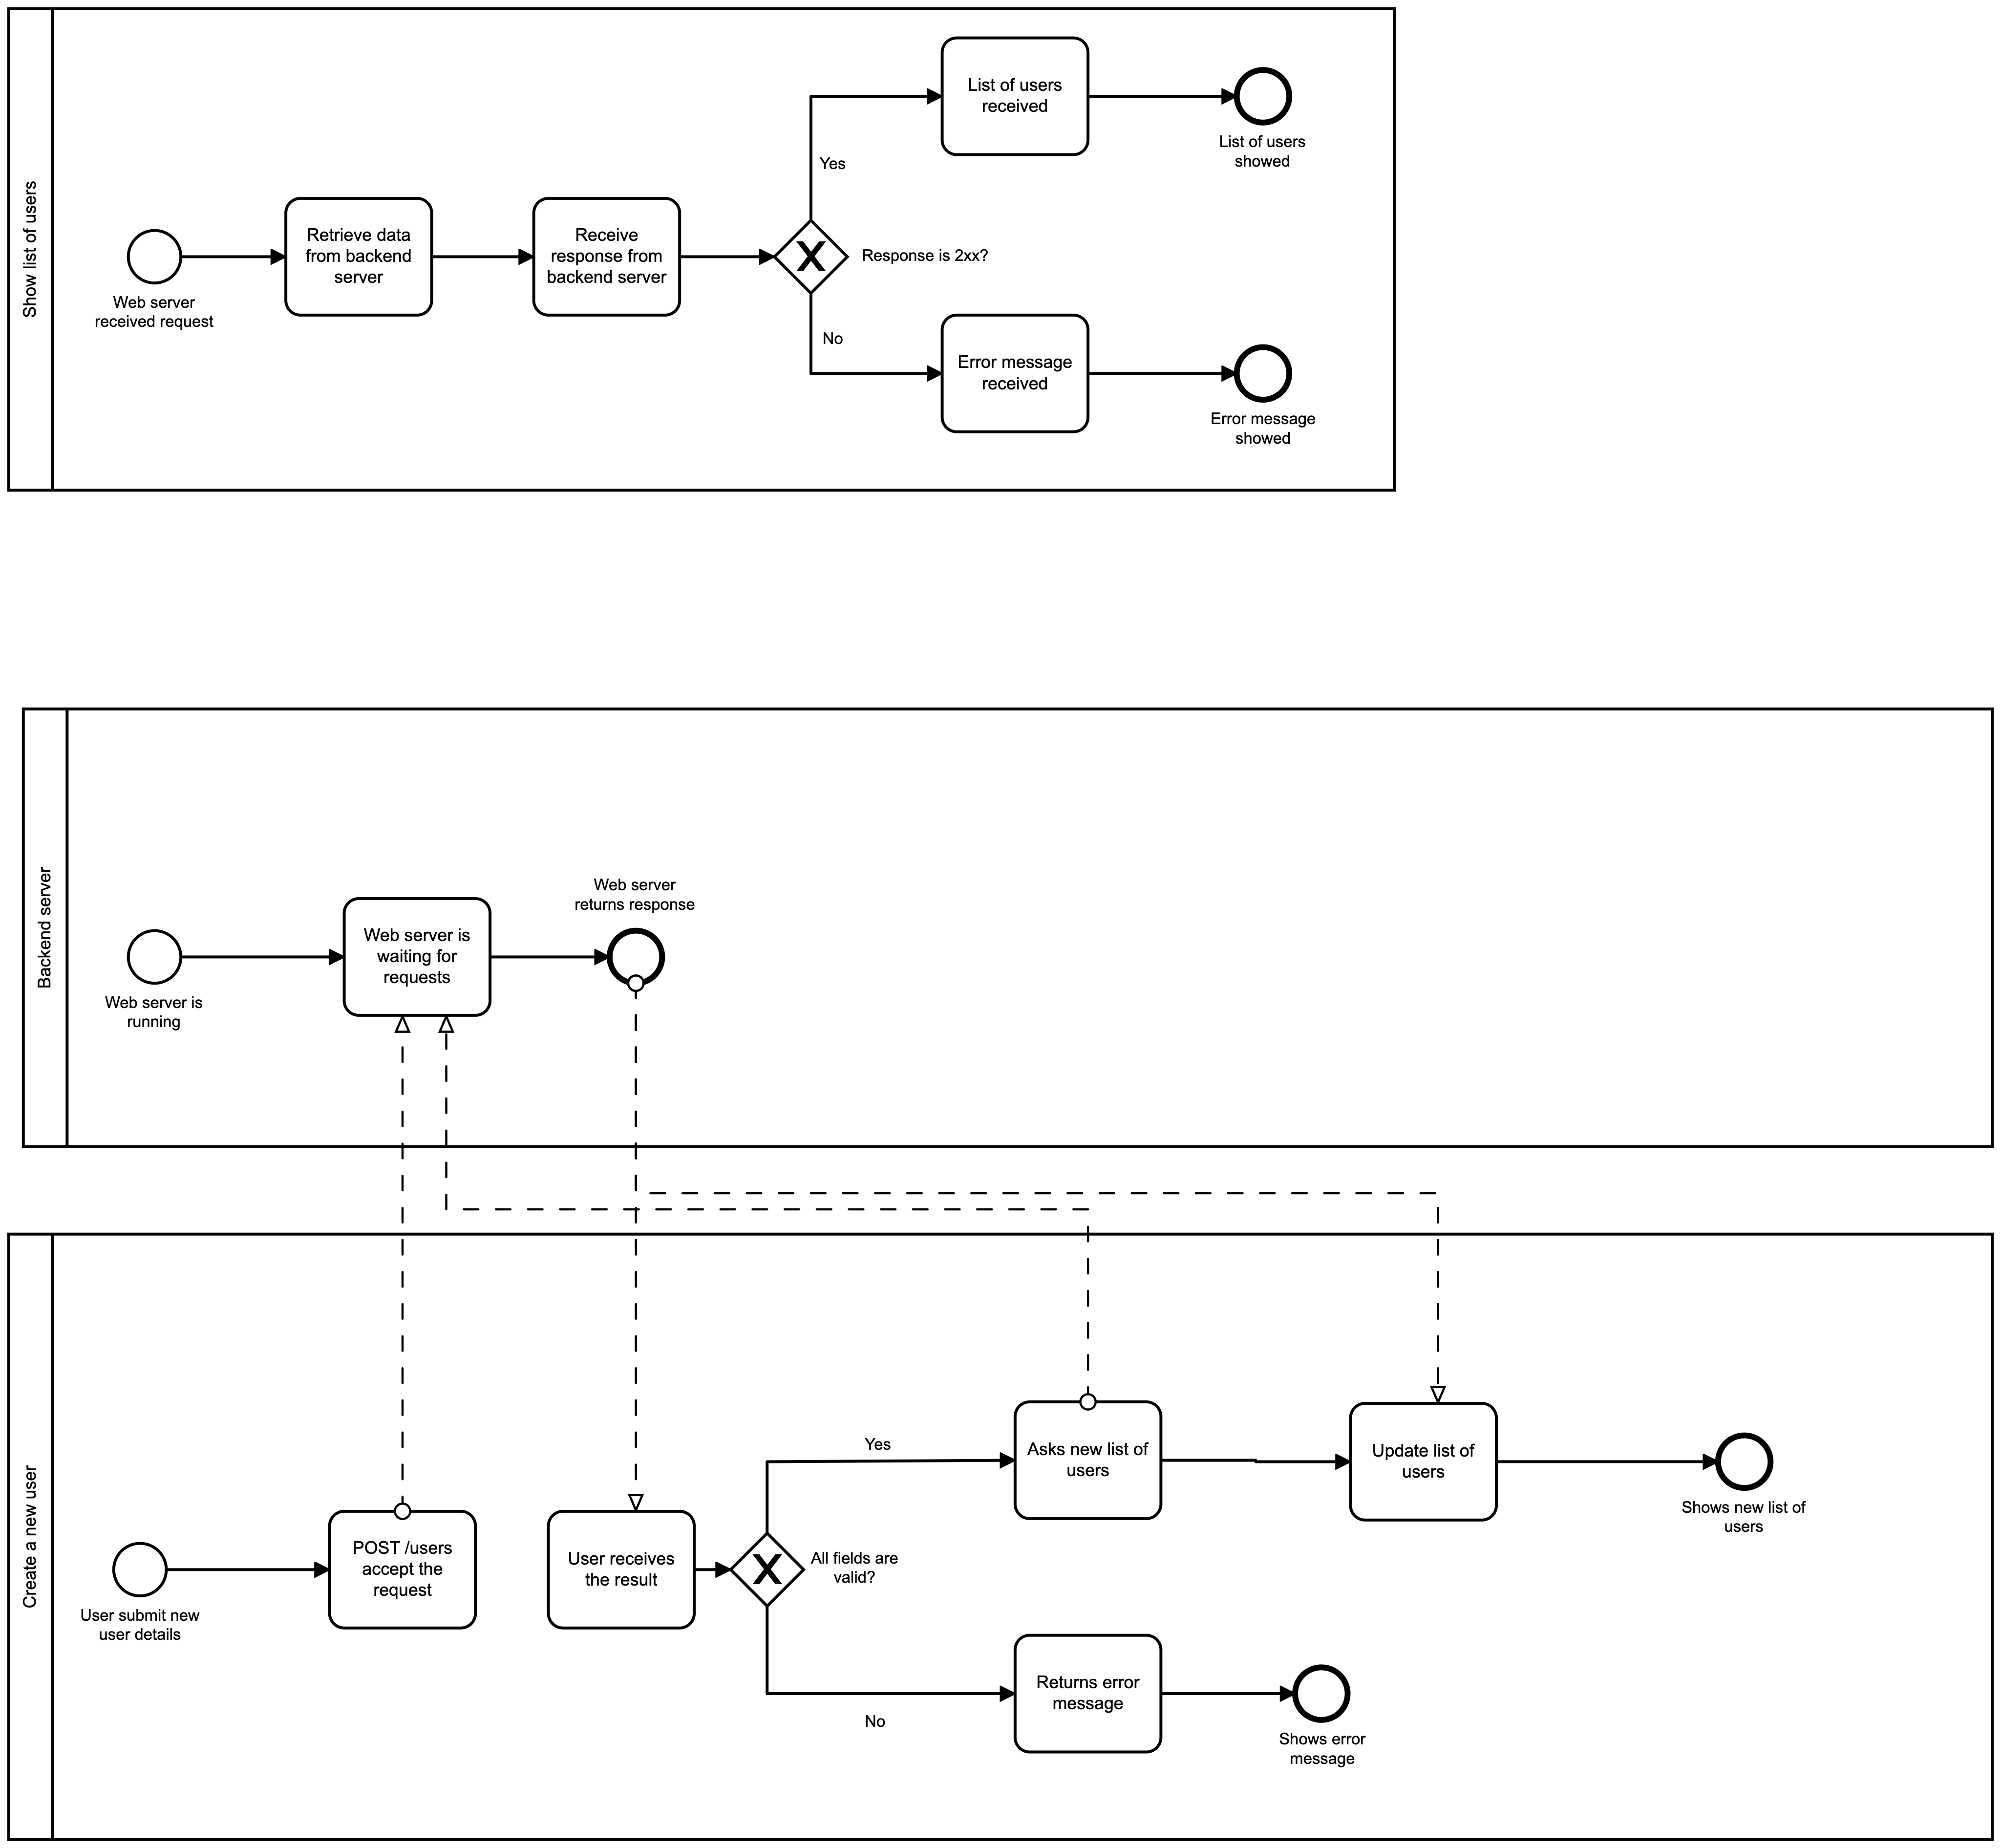 Show list of users
List of users
received
List of users
showed
Yes
Retrieve data
from backend
server
Receive
response from
backend server
X
Response is 2xx?
Web server
received request
No
Error message
received
Error message
showed
Backend server
Web server
returns response
Web server is
waiting for
requests
Web server is
running
Create a new user
Yes
Asks new list of
users
Update list of
users
Shows new list of
users
POST /users
accept the
request
User receives
the result
X
All fields are
valid?
User submit new
user details
Returns error
message
No
Shows error
message